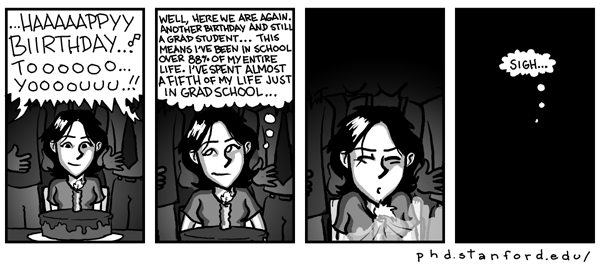 ...HAAAAAPPYY
BIIRTHDAY...
TOOOOOO...
YOOOOUUU..!!
WELL, HERE WE ARE AGAIN.
ANOTHER BIRTHDAY AND STILL
A GRAD STUDENT... THIS
MEANS I'VE BEEN IN SCHOOL
OVER 88% OF MY ENTIRE
LIFE. I'VE SPENT ALMOST
A FIFTH OF MY LIFE JUST
IN GRAD SCHOOL...
SIGH...
phd.stanford.edu/